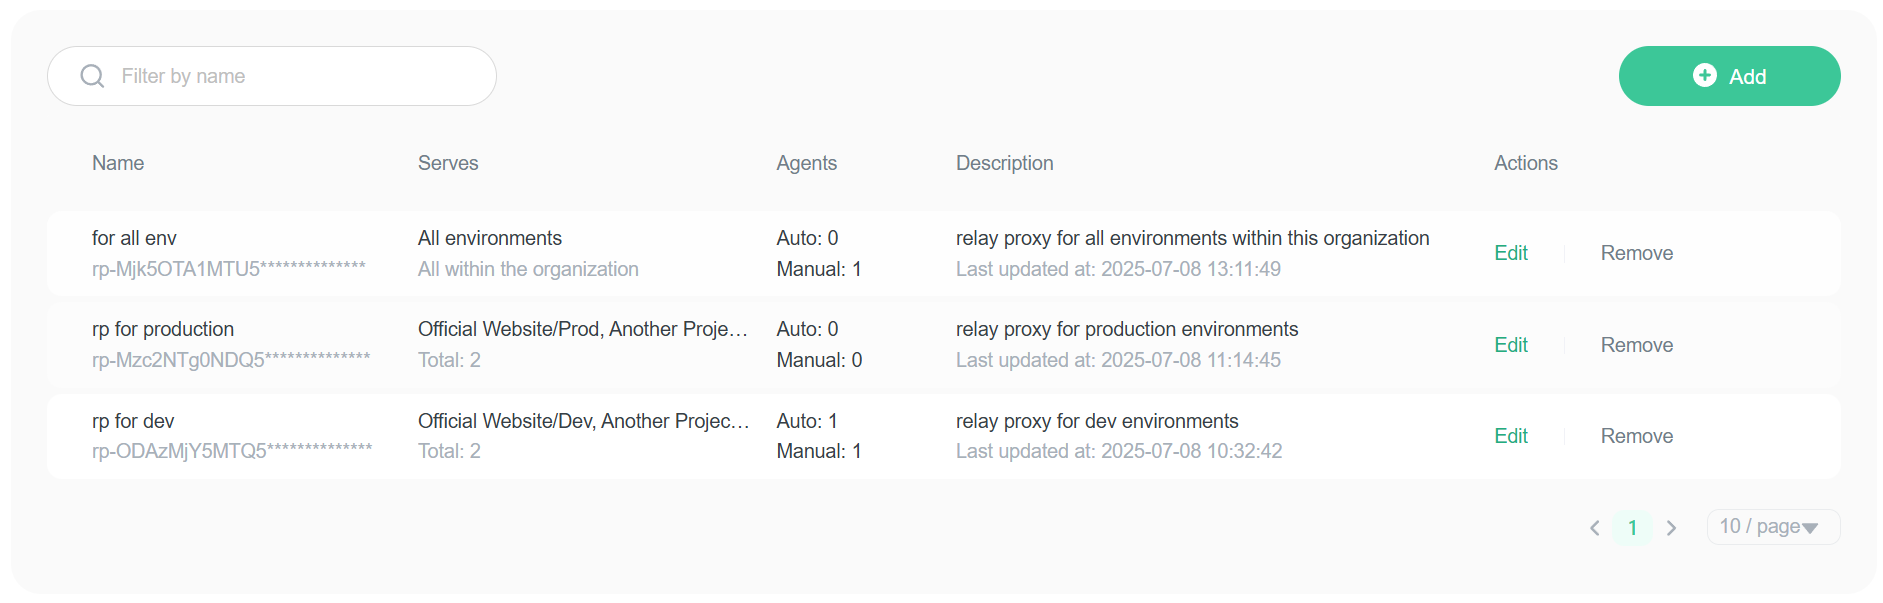 Filter by name
Add
Name Serves Agents Description Actions
for all env All environments Auto: 0 relay proxy for all environments within this organization
rp-Mjk5OTA1MTU5************** All within the organization Manual: 1 Last updated at: 2025-07-08 13:11:49
Edit Remove
rp for production Official Website/Prod, Another Proje... Auto: 0 relay proxy for production environments
rp-Mzc2NTg0NDQ5************** Total: 2 Manual: 0 Last updated at: 2025-07-08 11:14:45
Edit Remove
rp for dev Official Website/Dev, Another Projec... Auto: 1 relay proxy for dev environments
rp-ODAzMjY5MTQ5************** Total: 2 Manual: 1 Last updated at: 2025-07-08 10:32:42
Edit Remove
1 10 / page